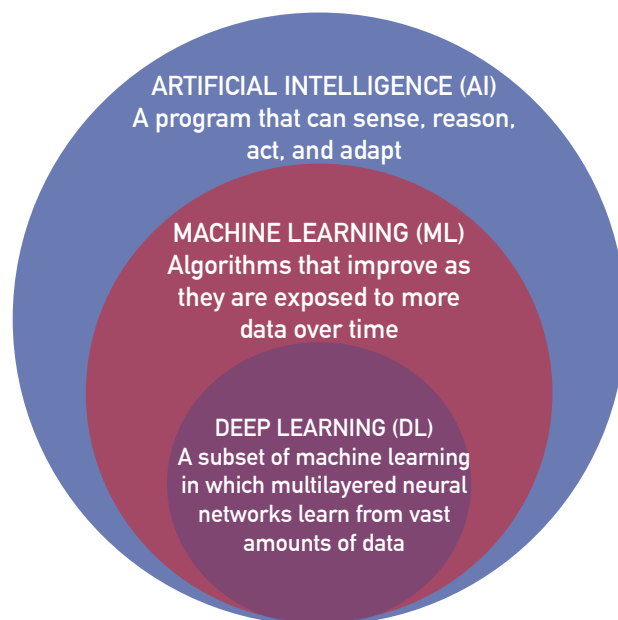 ARTIFICIAL INTELLIGENCE (AI)
A program that can sense, reason,
act, and adapt
MACHINE LEARNING (ML)
Algorithms that improve as
they are exposed to more
data over time
DEEP LEARNING (DL)
A subset of machine learning
in which multilayered neural
networks learn from vast
amounts of data